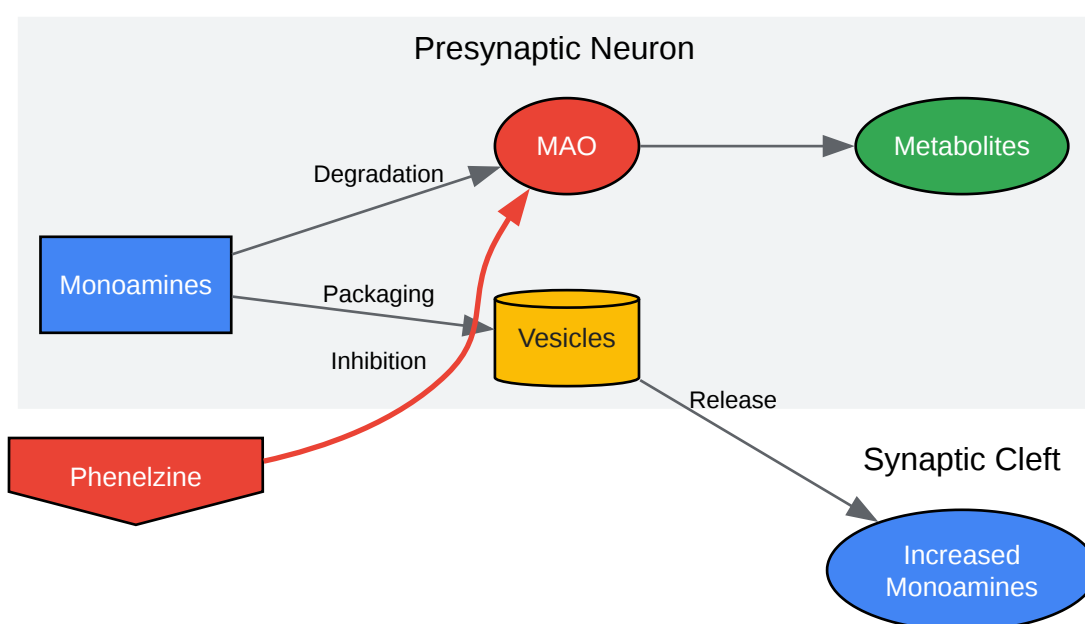 Presynaptic Neuron
MAO
Metabolites
Degradation
Monoamines
Packaging
Vesicles
Inhibition
Release
Phenelzine
Synaptic Cleft
Increased
Monoamines